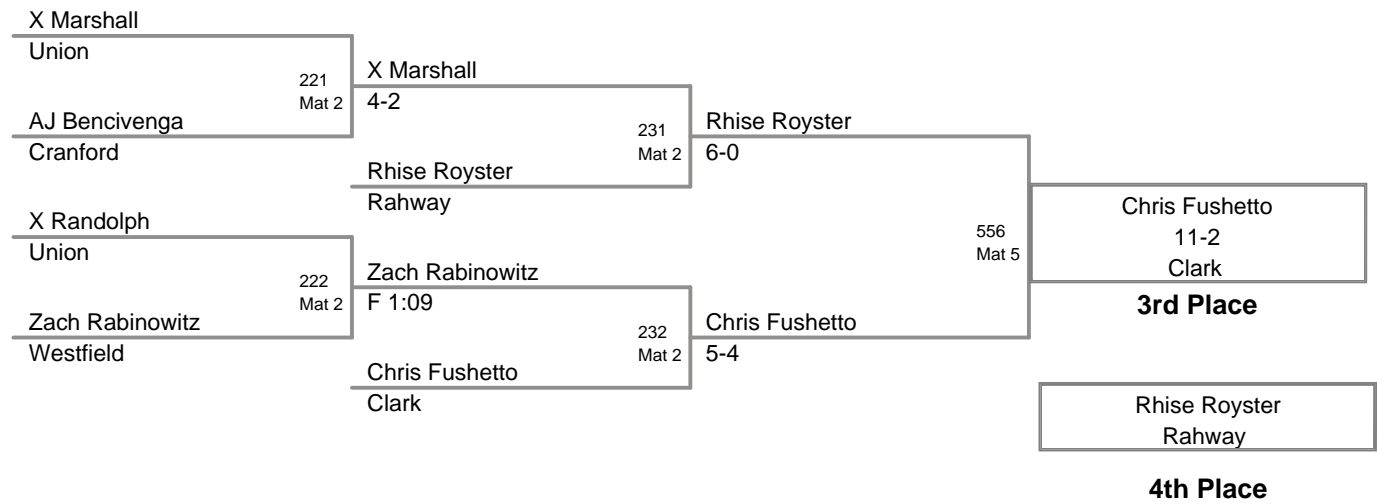 X Marshall
Union
221
Mat 2
AJ Bencivenga
Cranford
X Marshall
4-2
231
Mat 2
Rhise Royster
Rahway
X Randolph
Union
222
Mat 2
Zach Rabinowitz
Westfield
Zach Rabinowitz
F 1:09
232
Mat 2
Chris Fushetto
Clark
Rhise Royster
6-0
556
Mat 5
Chris Fushetto
5-4
Chris Fushetto
11-2
Clark
3rd Place
Rhise Royster
Rahway
4th Place